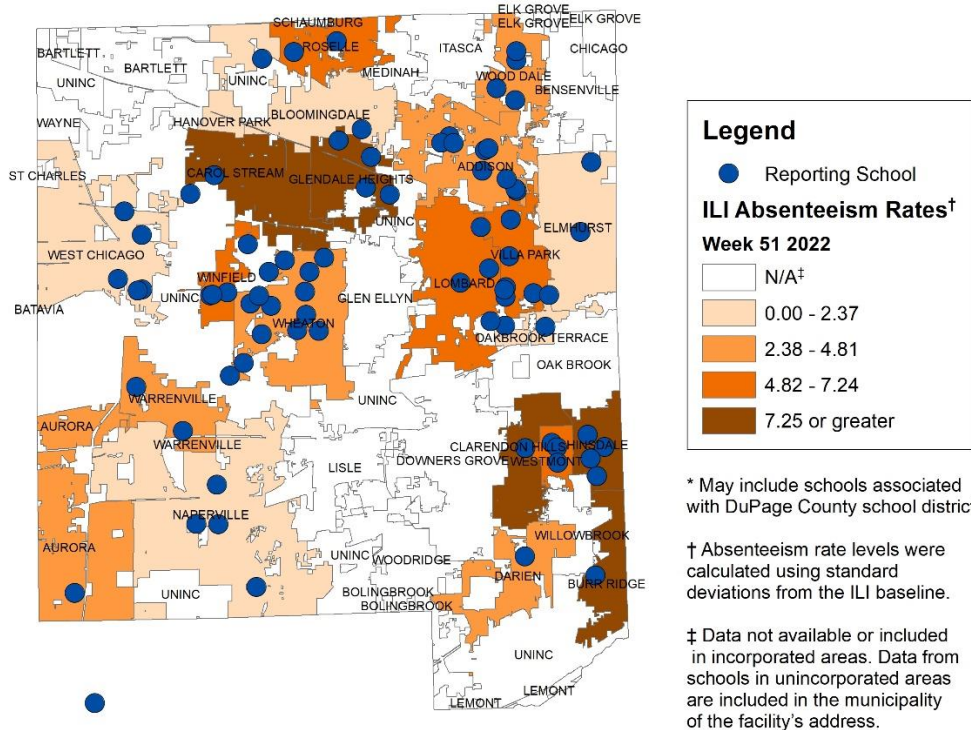 ELK GROVE
ELK GROVE
ELK GROVE
SCHAUMBURG
ROSELLE
ITASCA
CHICAGO
BARTLETT
BARTLETT
UNINC
UNINC
MEDINAH
WOOD DALE
BENSENVILLE
WAYNE
HANOVER PARK
BLOOMINGDALE
ADDISON
ST CHARLES
CAROL STREAM
GLENDALE HEIGHTS
UNINC
ELMHURST
WEST CHICAGO
VILLA PARK
WINFIELD
LOMBARD
BATAVIA
UNINC
GLEN ELLYN
WHEATON
OAKBROOK TERRACE
OAK BROOK
WARRENVILLE
UNINC
AURORA
WARRENVILLE
CLARENDON HILLS
HINSDALE
DOWNERS GROVE
WESTMONT
LISLE
NAPERVILLE
WILLOWBROOK
AURORA
UNINC
WOODRIDGE
DARIEN
BURR RIDGE
UNINC
BOLINGBROOK
BOLINGBROOK
UNINC
LEMONT
LEMONT
Legend
Reporting School
ILI Absenteeism Rates†
Week 51 2022
N/A‡
0.00 - 2.37
2.38 - 4.81
4.82 - 7.24
7.25 or greater
* May include schools associated
with DuPage County school distric
† Absenteeism rate levels were
calculated using standard
deviations from the ILI baseline.
‡ Data not available or included
in incorporated areas. Data from
schools in unincorporated areas
are included in the municipality
of the facility's address.